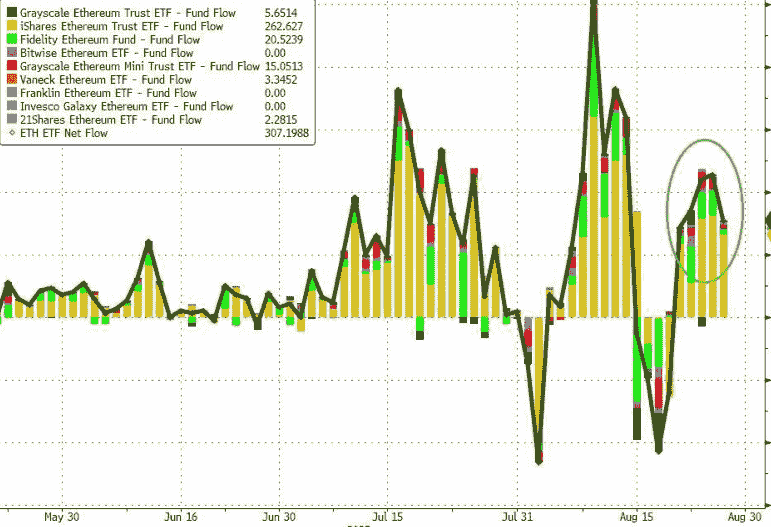 Grayscale Ethereum Trust ETF - Fund Flow 5.6514
iShares Ethereum Trust ETF - Fund Flow 262.627
Fidelity Ethereum Fund - Fund Flow 20.5239
Bitwise Ethereum ETF - Fund Flow 0.00
Grayscale Ethereum Mini Trust ETF - Fund Flow 15.0513
Vaneck Ethereum ETF - Fund Flow 3.3452
Franklin Ethereum ETF - Fund Flow 0.00
Invesco Galaxy Ethereum ETF - Fund Flow 0.00
21Shares Ethereum ETF - Fund Flow 2.2815
ETH ETF Net Flow 307.1988
May 30 Jun 16 Jun 30 Jul 15 Jul 31 Aug 15 Aug 30